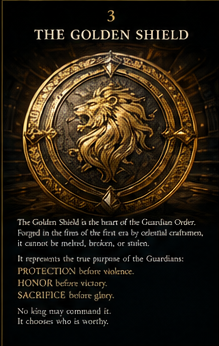 3
THE GOLDEN SHIELD
The Golden Shield is the heart of the Guardian Order.
Forged in the fires of the first era by celestial craftsmen,
it cannot be melted, broken, or stolen.
It represents the true purpose of the Guardians:
PROTECTION before violence.
HONOR before victory.
SACRIFICE before glory.
No king may command it.
It chooses who is worthy.